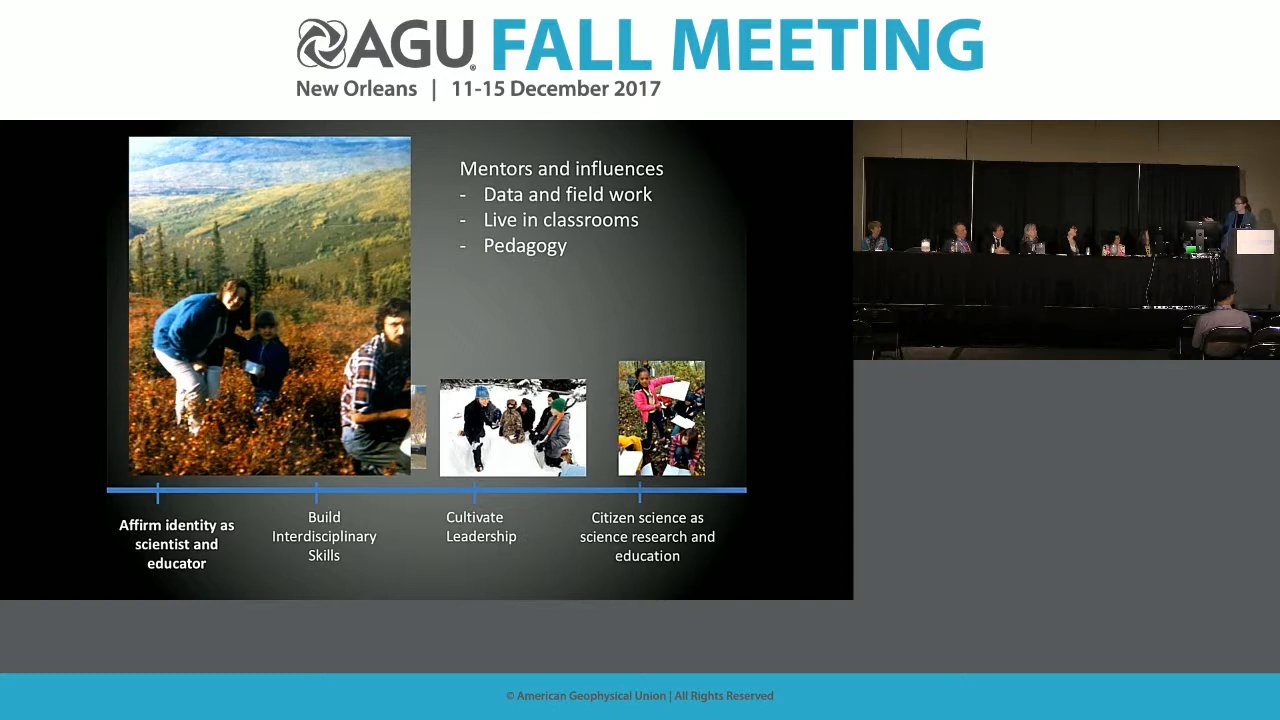 AGU® FALL MEETING
New Orleans | 11-15 December 2017
Mentors and influences
- Data and field work
- Live in classrooms
- Pedagogy
Affirm identity as
scientist and
educator
Build
Interdisciplinary
Skills
Cultivate
Leadership
Citizen science as
science research and
education
© American Geophysical Union | All Rights Reserved